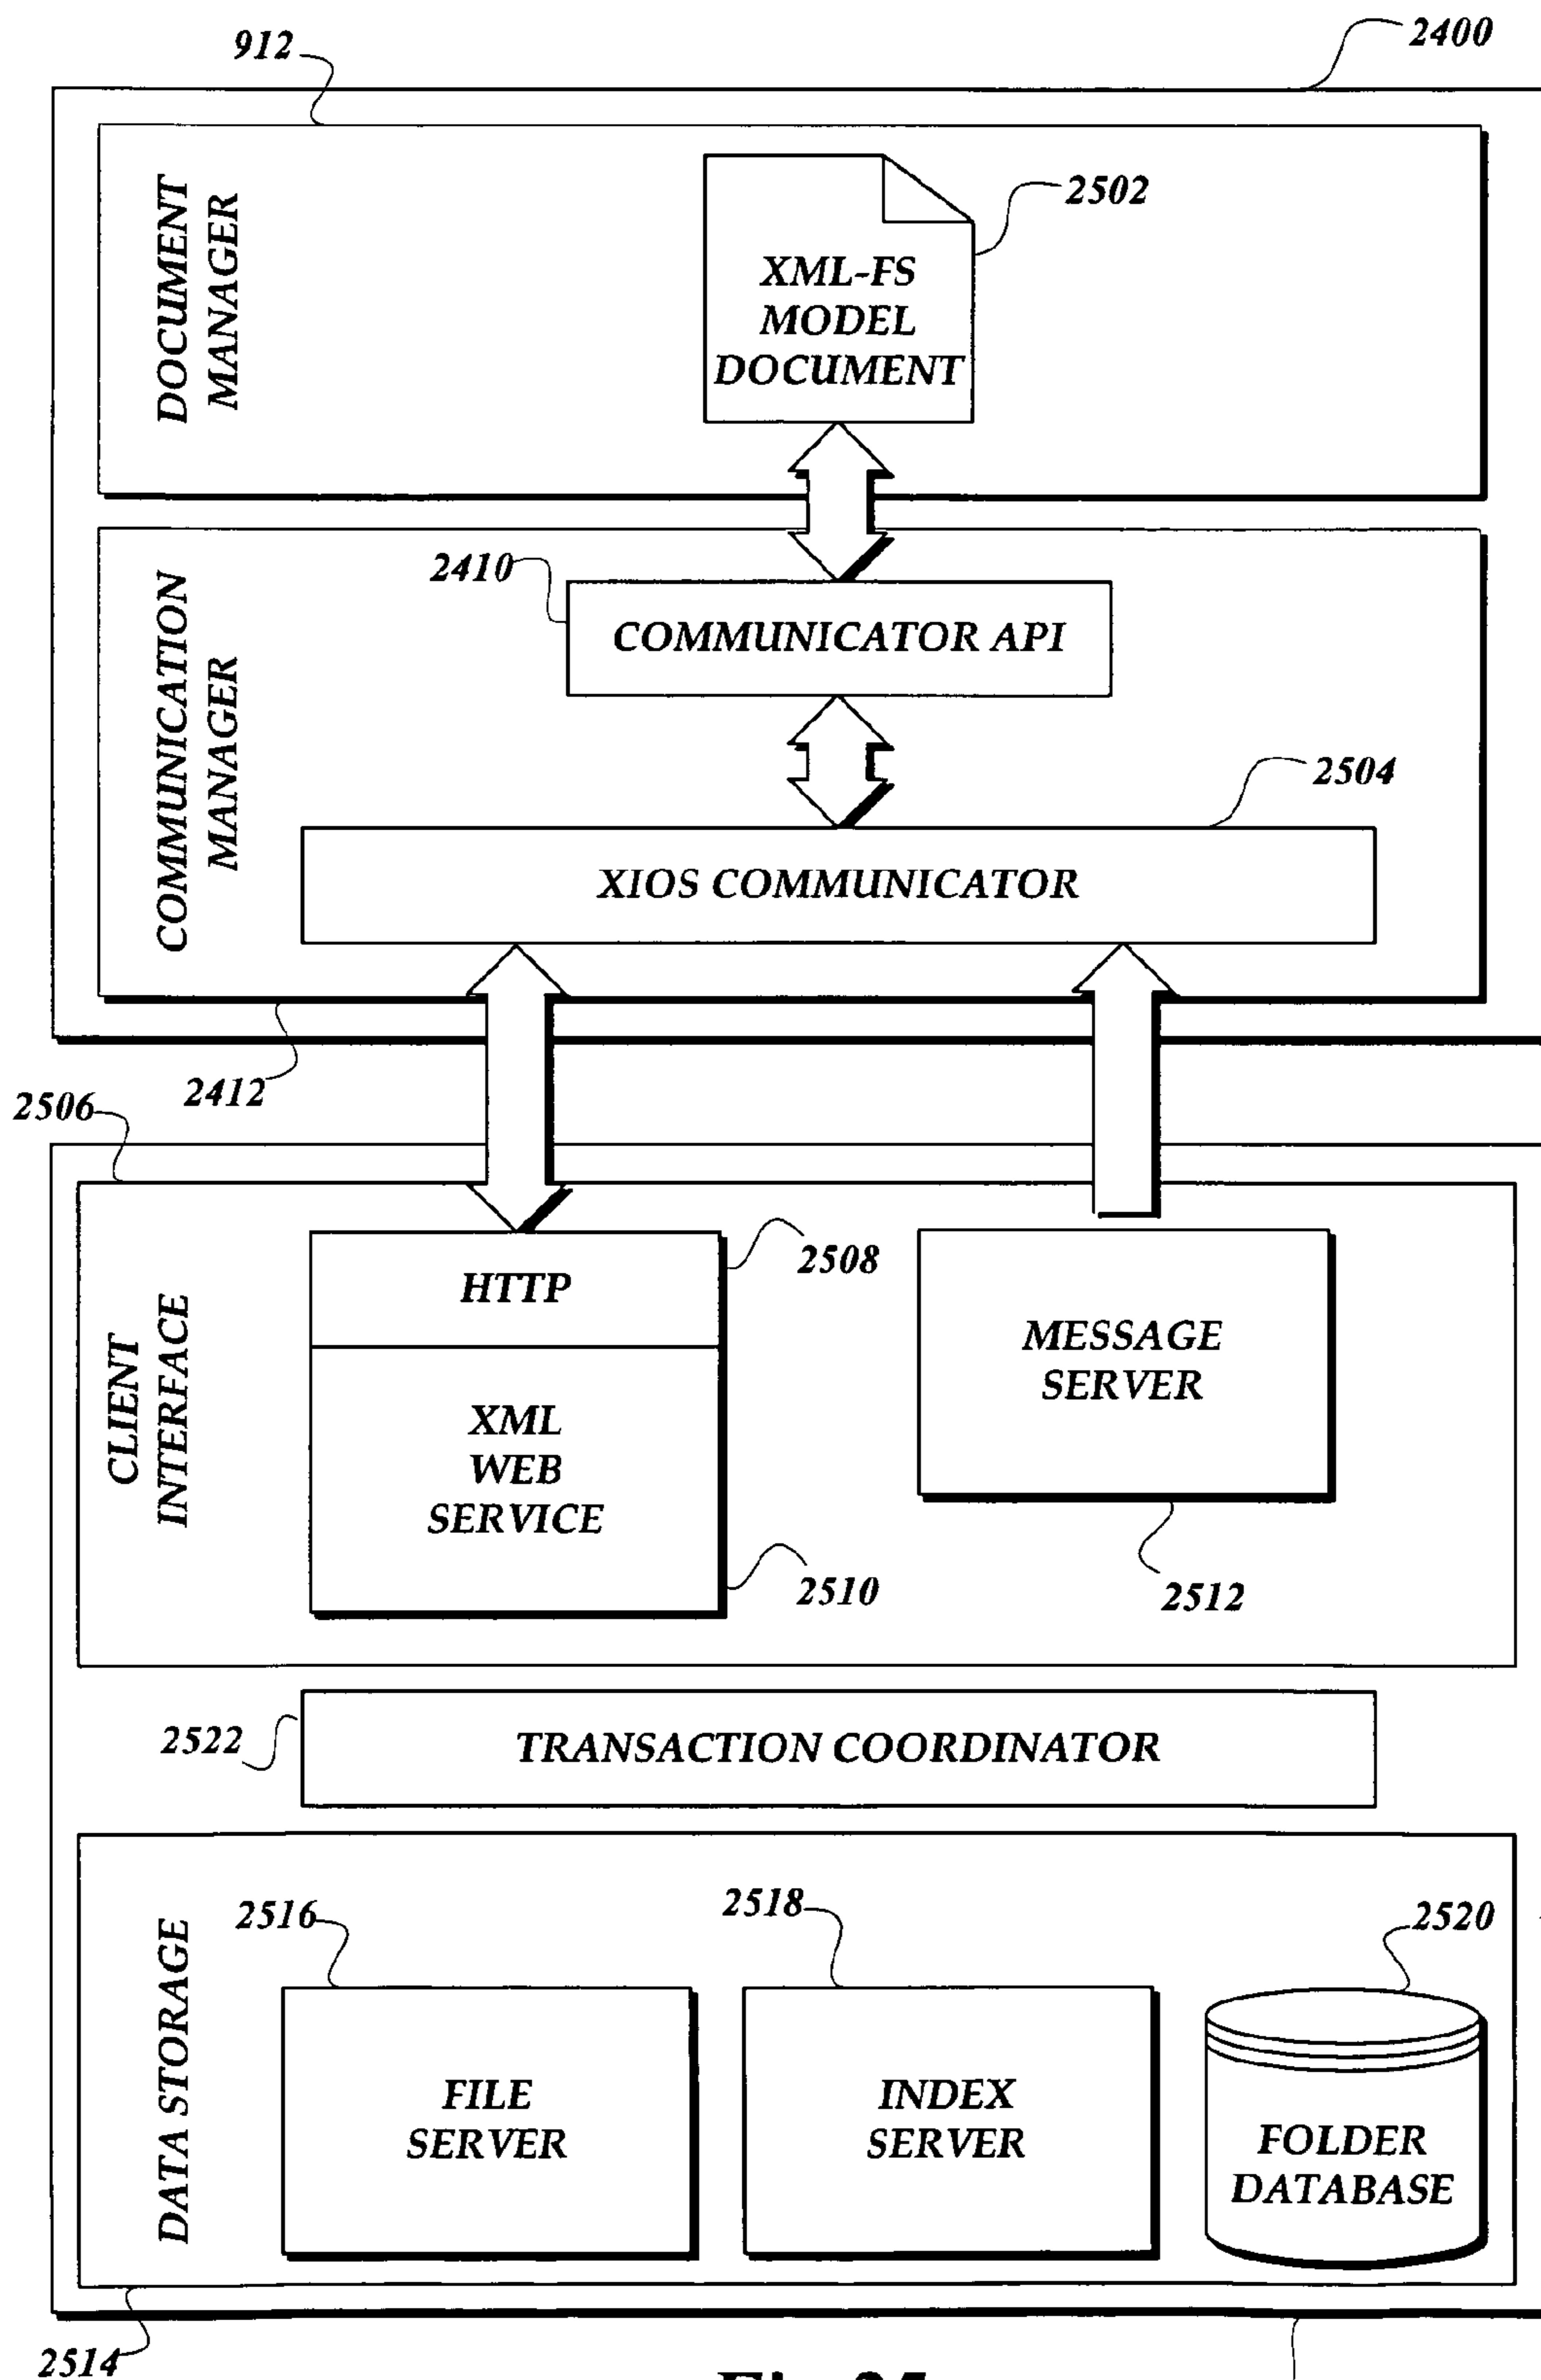 912
2400
DOCUMENT
MANAGER
2502
XML-FS
MODEL
DOCUMENT
COMMUNICATION
MANAGER
2410
COMMUNICATOR API
2504
XIOS COMMUNICATOR
2412
2506
CLIENT
INTERFACE
HTTP
2508
XML
WEB
SERVICE
2510
MESSAGE
SERVER
2512
2522
TRANSACTION COORDINATOR
DATA STORAGE
2516
2518
2520
FILE
SERVER
INDEX
SERVER
FOLDER
DATABASE
2514